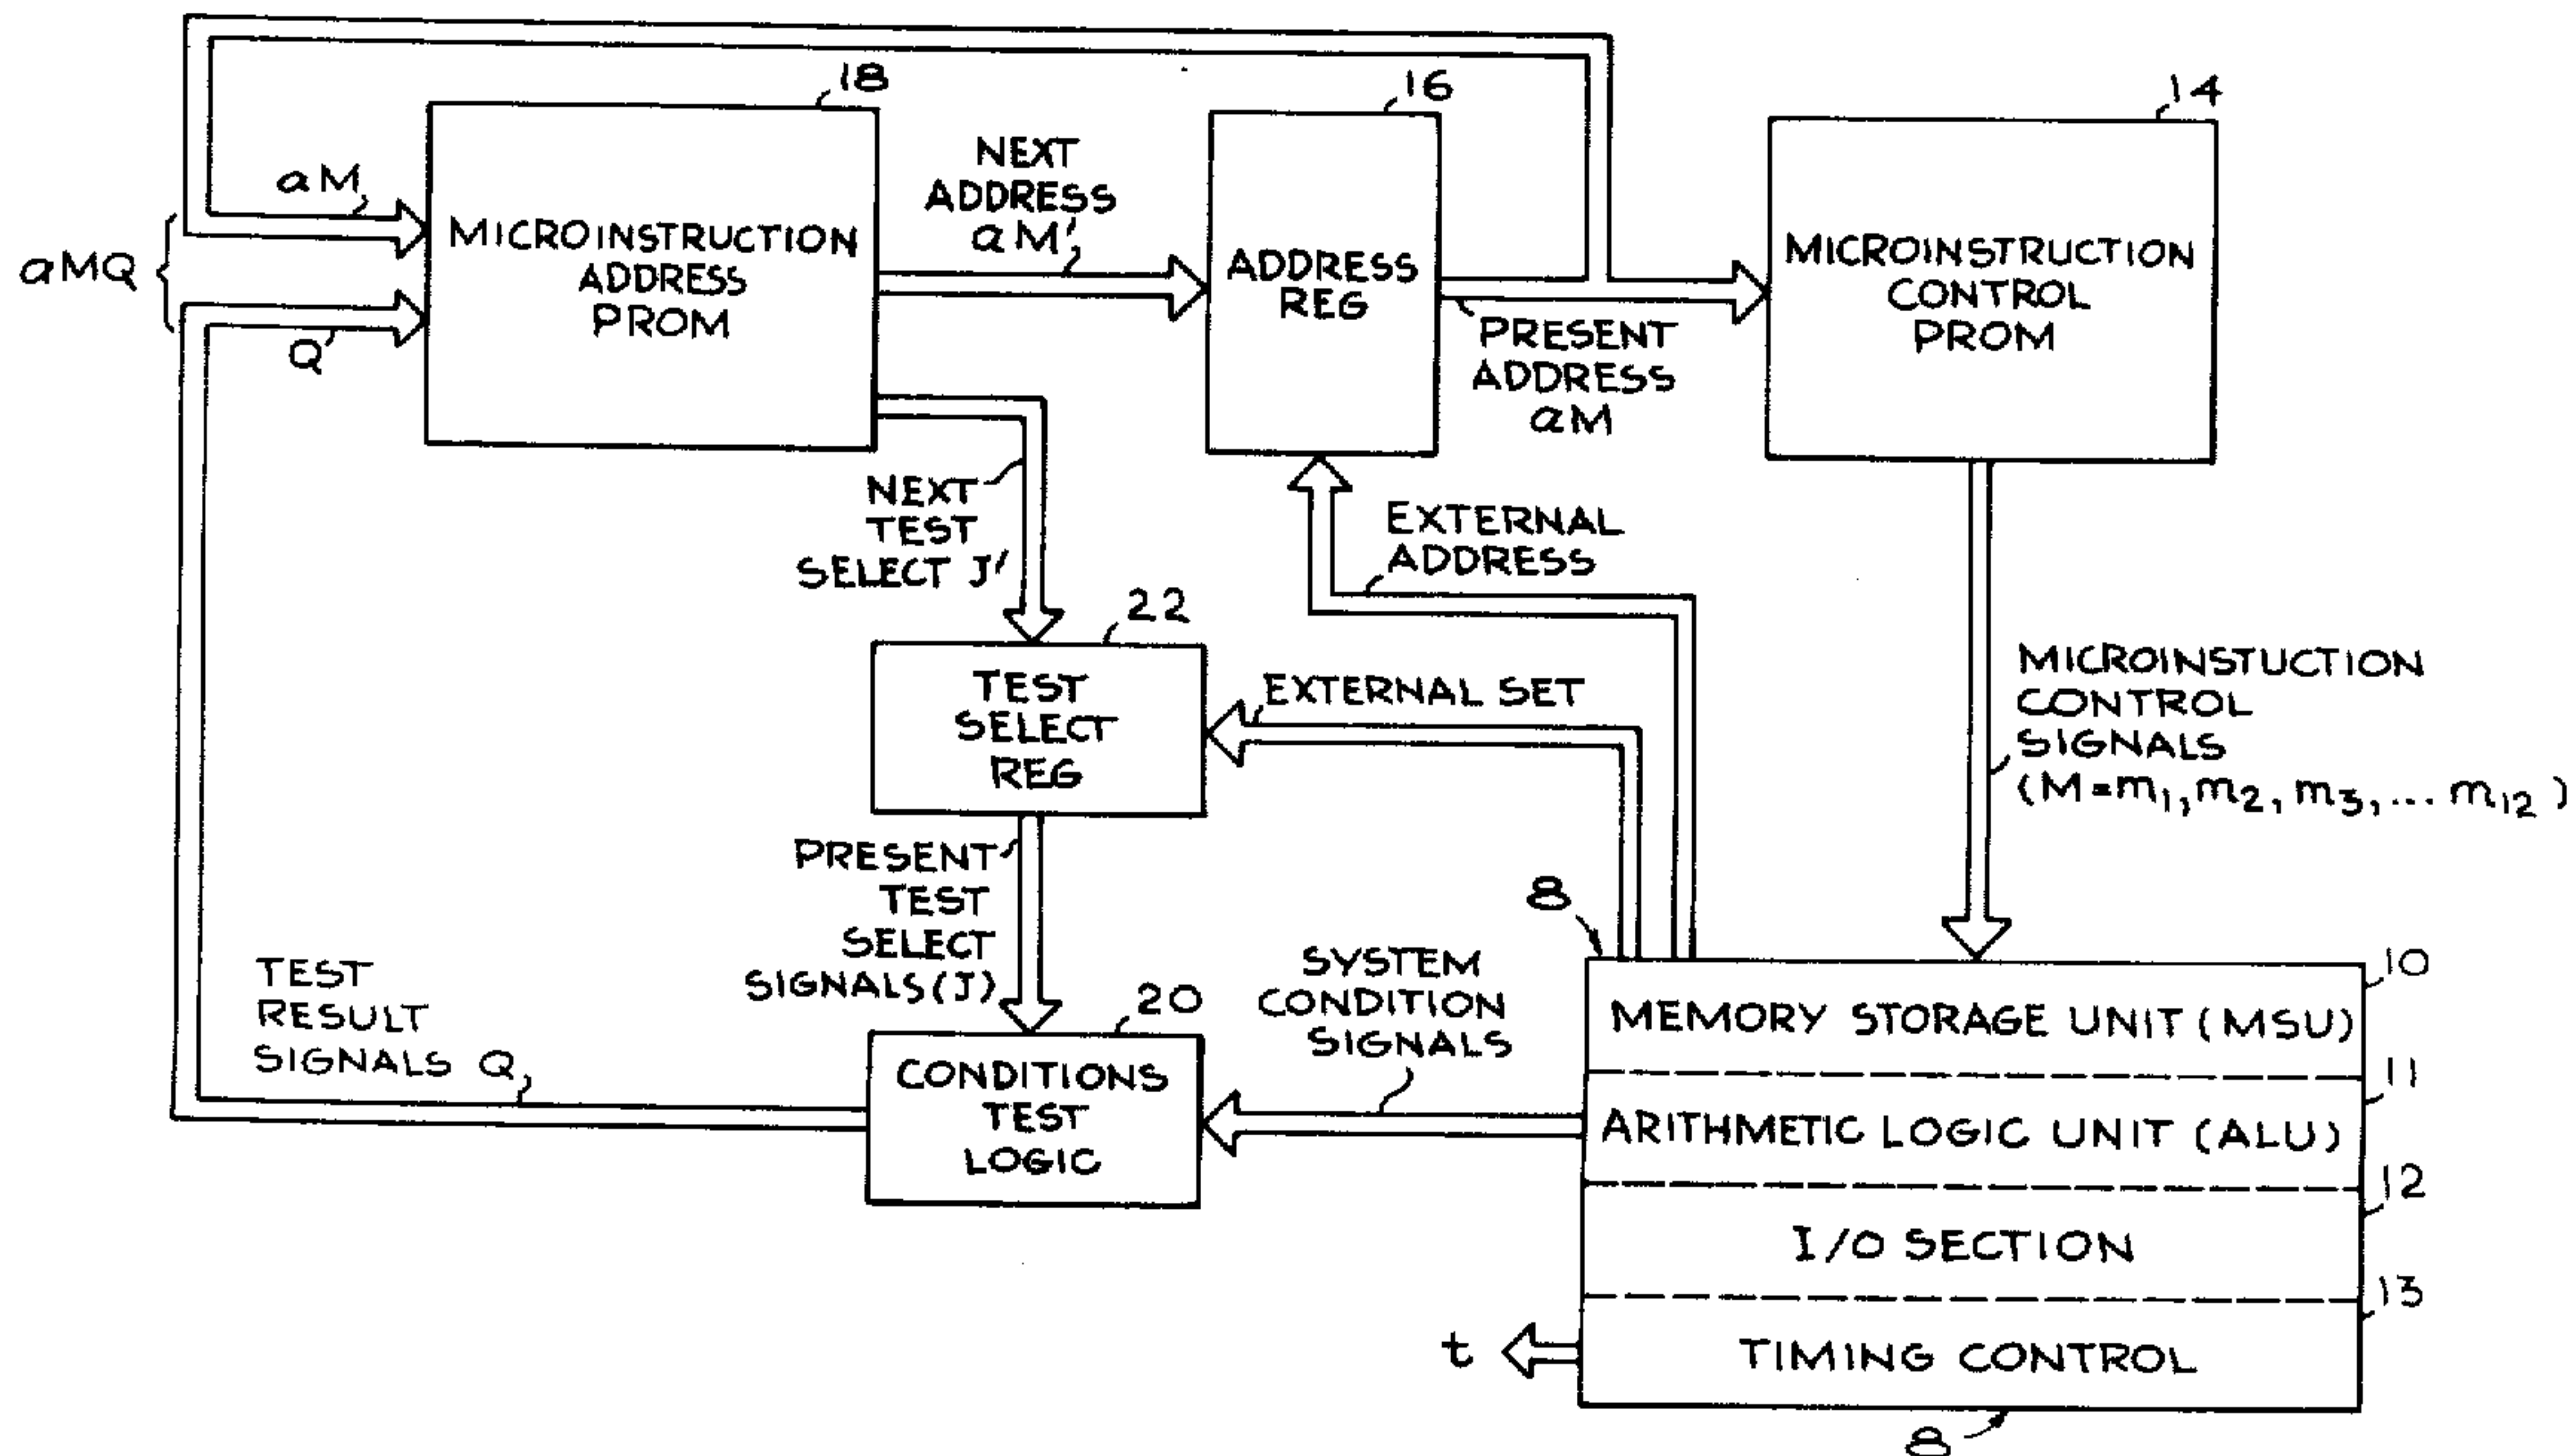 18
16
14
aM
aMQ
Q
MICROINSTRUCTION
ADDRESS
PROM
NEXT
ADDRESS
aM'
ADDRESS
REG
PRESENT
ADDRESS
aM
MICROINSTRUCTION
CONTROL
PROM
NEXT
TEST
SELECT J'
EXTERNAL
ADDRESS
22
TEST
SELECT
REG
EXTERNAL SET
MICROINSTUCTION
CONTROL
SIGNALS
(M=m1,m2,m3,...m12)
PRESENT
TEST
SELECT
SIGNALS(J)
8
TEST
RESULT
SIGNALS Q
20
CONDITIONS
TEST
LOGIC
SYSTEM
CONDITION
SIGNALS
10
MEMORY STORAGE UNIT (MSU)
11
ARITHMETIC LOGIC UNIT (ALU)
12
I/O SECTION
13
t
TIMING CONTROL
8